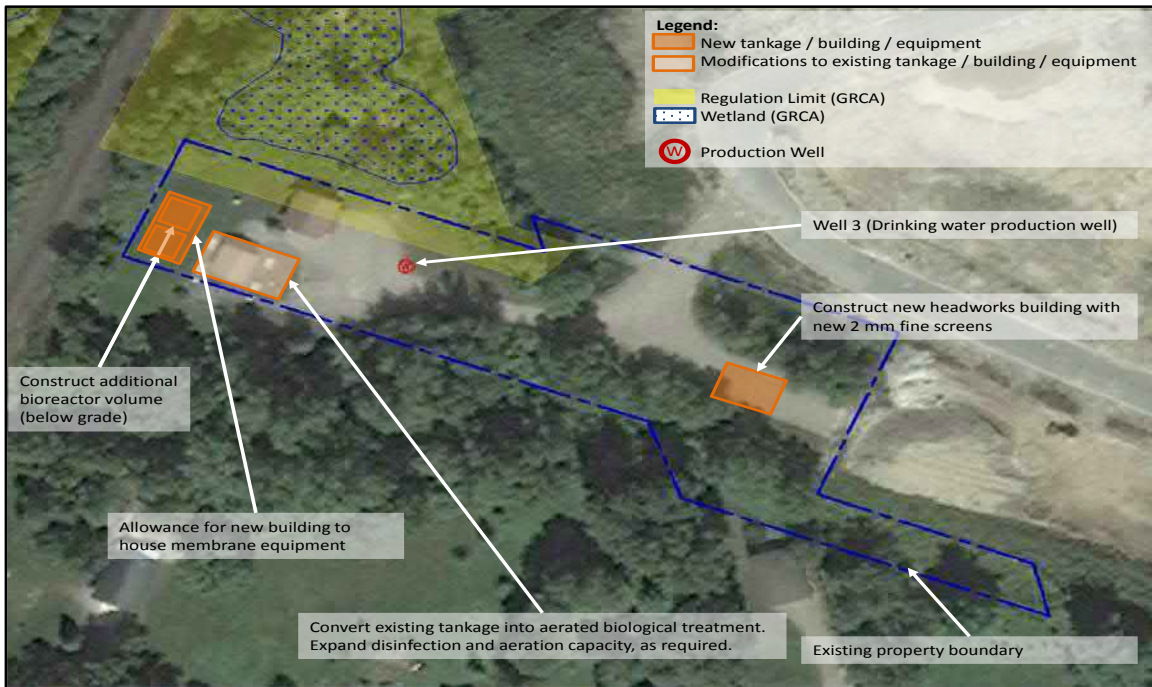 Legend:
New tankage / building / equipment
Modifications to existing tankage / building / equipment
Regulation Limit (GRCA)
Wetland (GRCA)
W
Production Well
W
Well 3 (Drinking water production well)
Construct new headworks building with
new 2 mm fine screens
Construct additional
bioreactor volume
(below grade)
Allowance for new building to
house membrane equipment
Convert existing tankage into aerated biological treatment.
Expand disinfection and aeration capacity, as required.
Existing property boundary